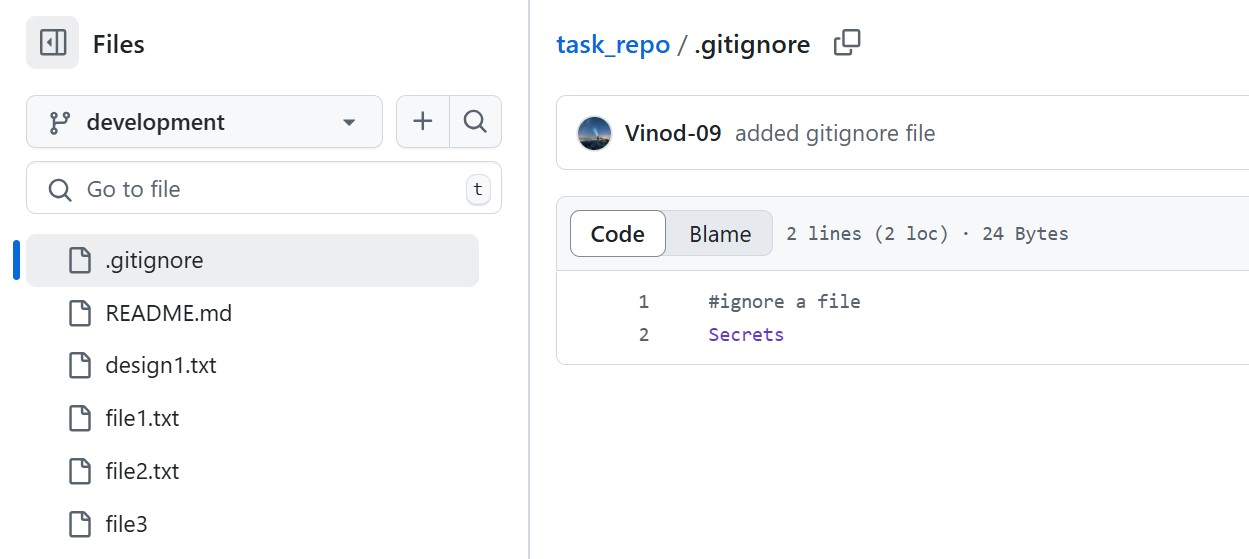 Files
development
Go to file
t
.gitignore
README.md
design1.txt
file1.txt
file2.txt
file3
task_repo / .gitignore
Vinod-09 added gitignore file
Code Blame 2 lines (2 loc) · 24 Bytes
1 #ignore a file
2 Secrets